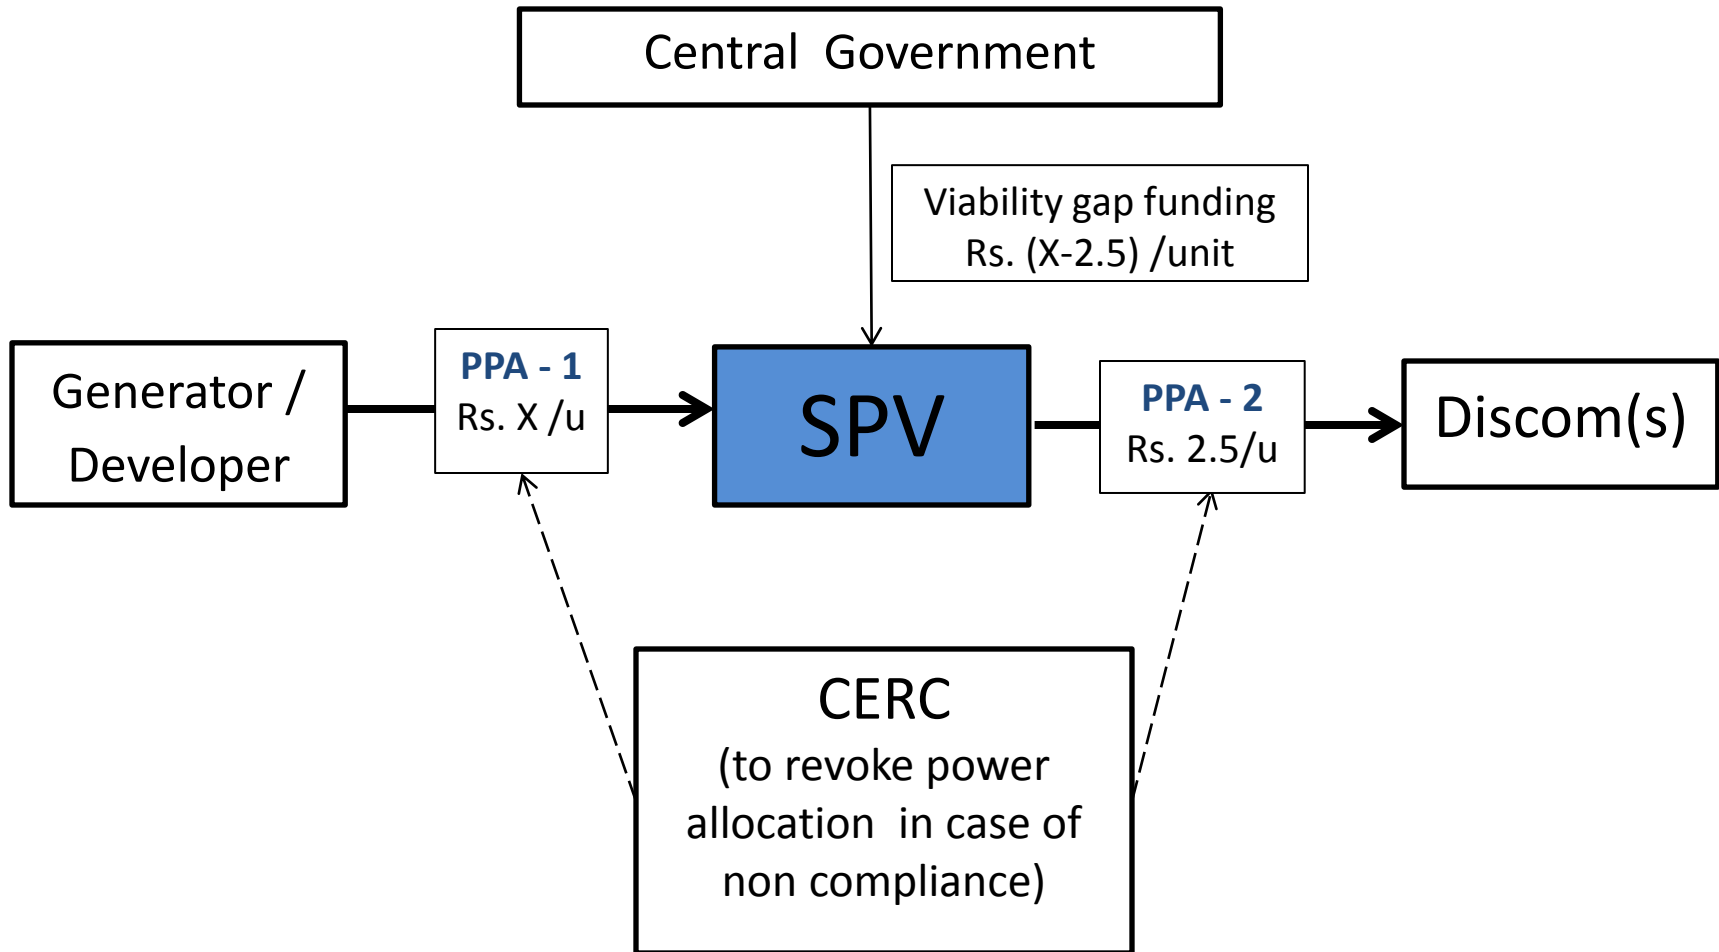 Central Government
Viability gap funding
Rs. (X-2.5) /unit
Generator /
Developer
PPA - 1
Rs. X /u
SPV
PPA - 2
Rs. 2.5/u
Discom(s)
CERC
(to revoke power
allocation in case of
non compliance)